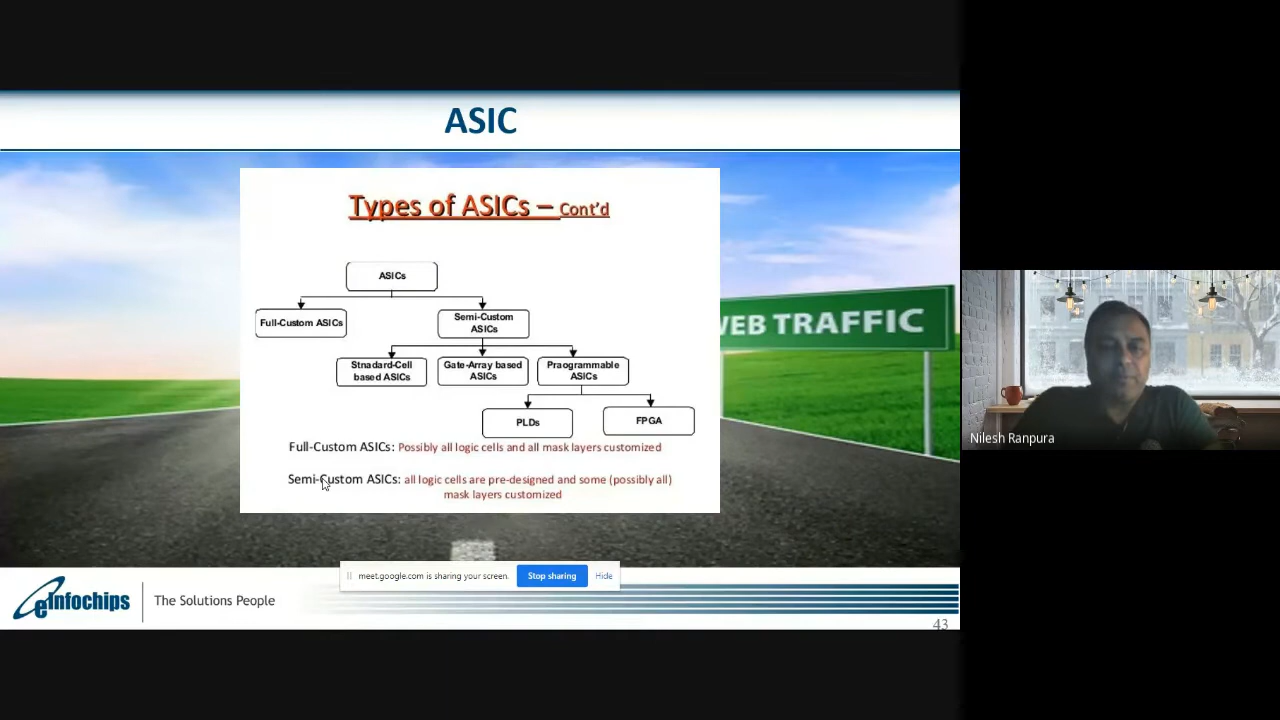 ASIC
Types of ASICs – Cont'd
ASICs
Full-Custom ASICs
Semi-Custom
ASICs
Stnadard-Cell
based ASICs
Gate-Array based
ASICs
Praogrammable
ASICs
PLDs
FPGA
Full-Custom ASICs: Possibly all logic cells and all mask layers customized
Semi-Custom ASICs: all logic cells are pre-designed and some (possibly all)
mask layers customized
WEB TRAFFIC
Nilesh Ranpura
meet.google.com is sharing your screen. Stop sharing Hide
eInfochips The Solutions People
43